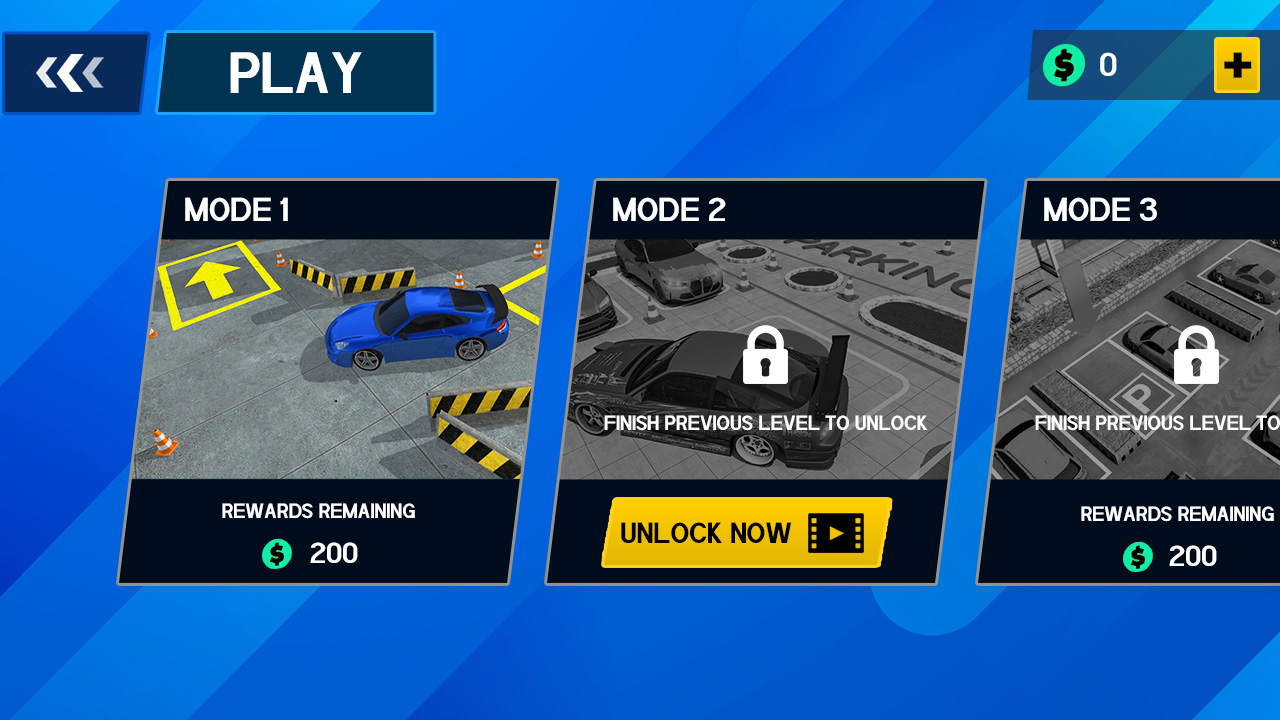 PLAY
$ 0 +
MODE 1
REWARDS REMAINING
$ 200
MODE 2
PARKING
FINISH PREVIOUS LEVEL TO UNLOCK
UNLOCK NOW
MODE 3
P
FINISH PREVIOUS LEVEL TO
REWARDS REMAINING
$ 200